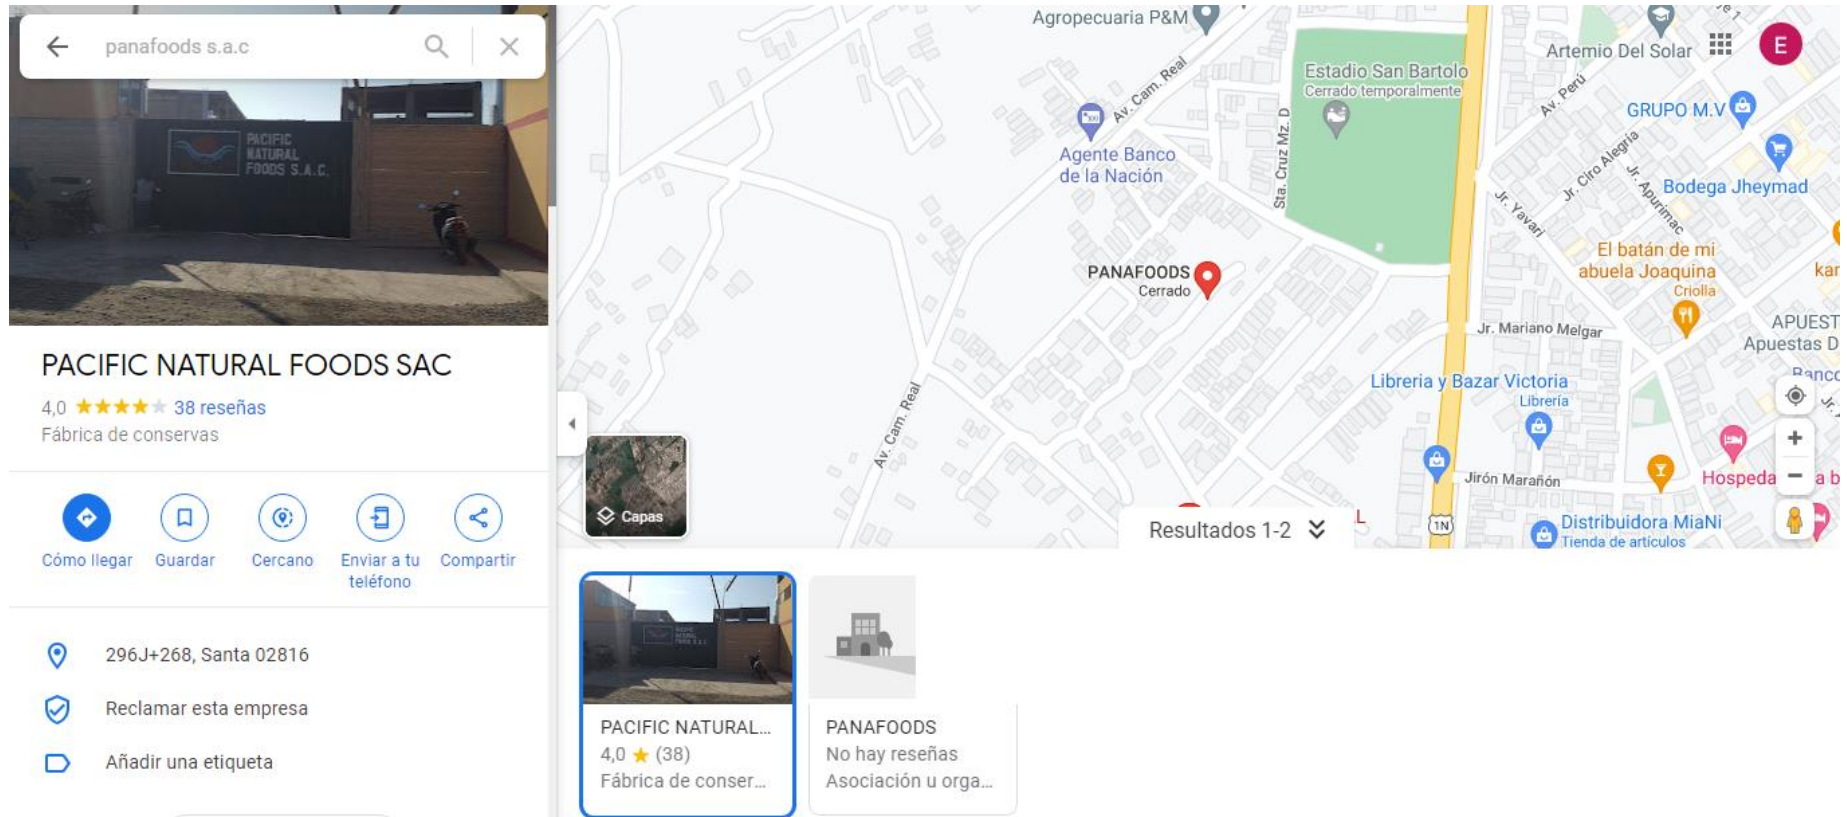 panafoods s.a.c
PACIFIC
NATURAL
FOODS S.A.C.
PACIFIC NATURAL FOODS SAC
4,0 38 reseñas
Fábrica de conservas
Cómo llegar
Guardar
Cercano
Enviar a tu
teléfono
Compartir
296J+268, Santa 02816
Reclamar esta empresa
Añadir una etiqueta
Agropecuaria P&M
Av. Cam. Real
Agente Banco
de la Nación
Sta. Cruz Mz. D
Estadio San Bartolo
Cerrado temporalmente
Artemio Del Solar
E
Av. Perú
GRUPO M.V
Jr. Ciro Alegría
Jr. Apurimac
Bodega Jheymad
Jr. Yavari
El batán de mi
abuela Joaquina
Criolla
PANAFOODS
Cerrado
Jr. Mariano Melgar
APUEST
Apuestas D
Banco
Libreria y Bazar Victoria
Librería
Av. Cam. Real
Jirón Marañón
Hospeda
a b
Capas
Resultados 1-2
L
1N
Distribuidora MiaNi
Tienda de artículos
PACIFIC NATURAL...
4,0 (38)
Fábrica de conser...
PANAFOODS
No hay reseñas
Asociación u orga...